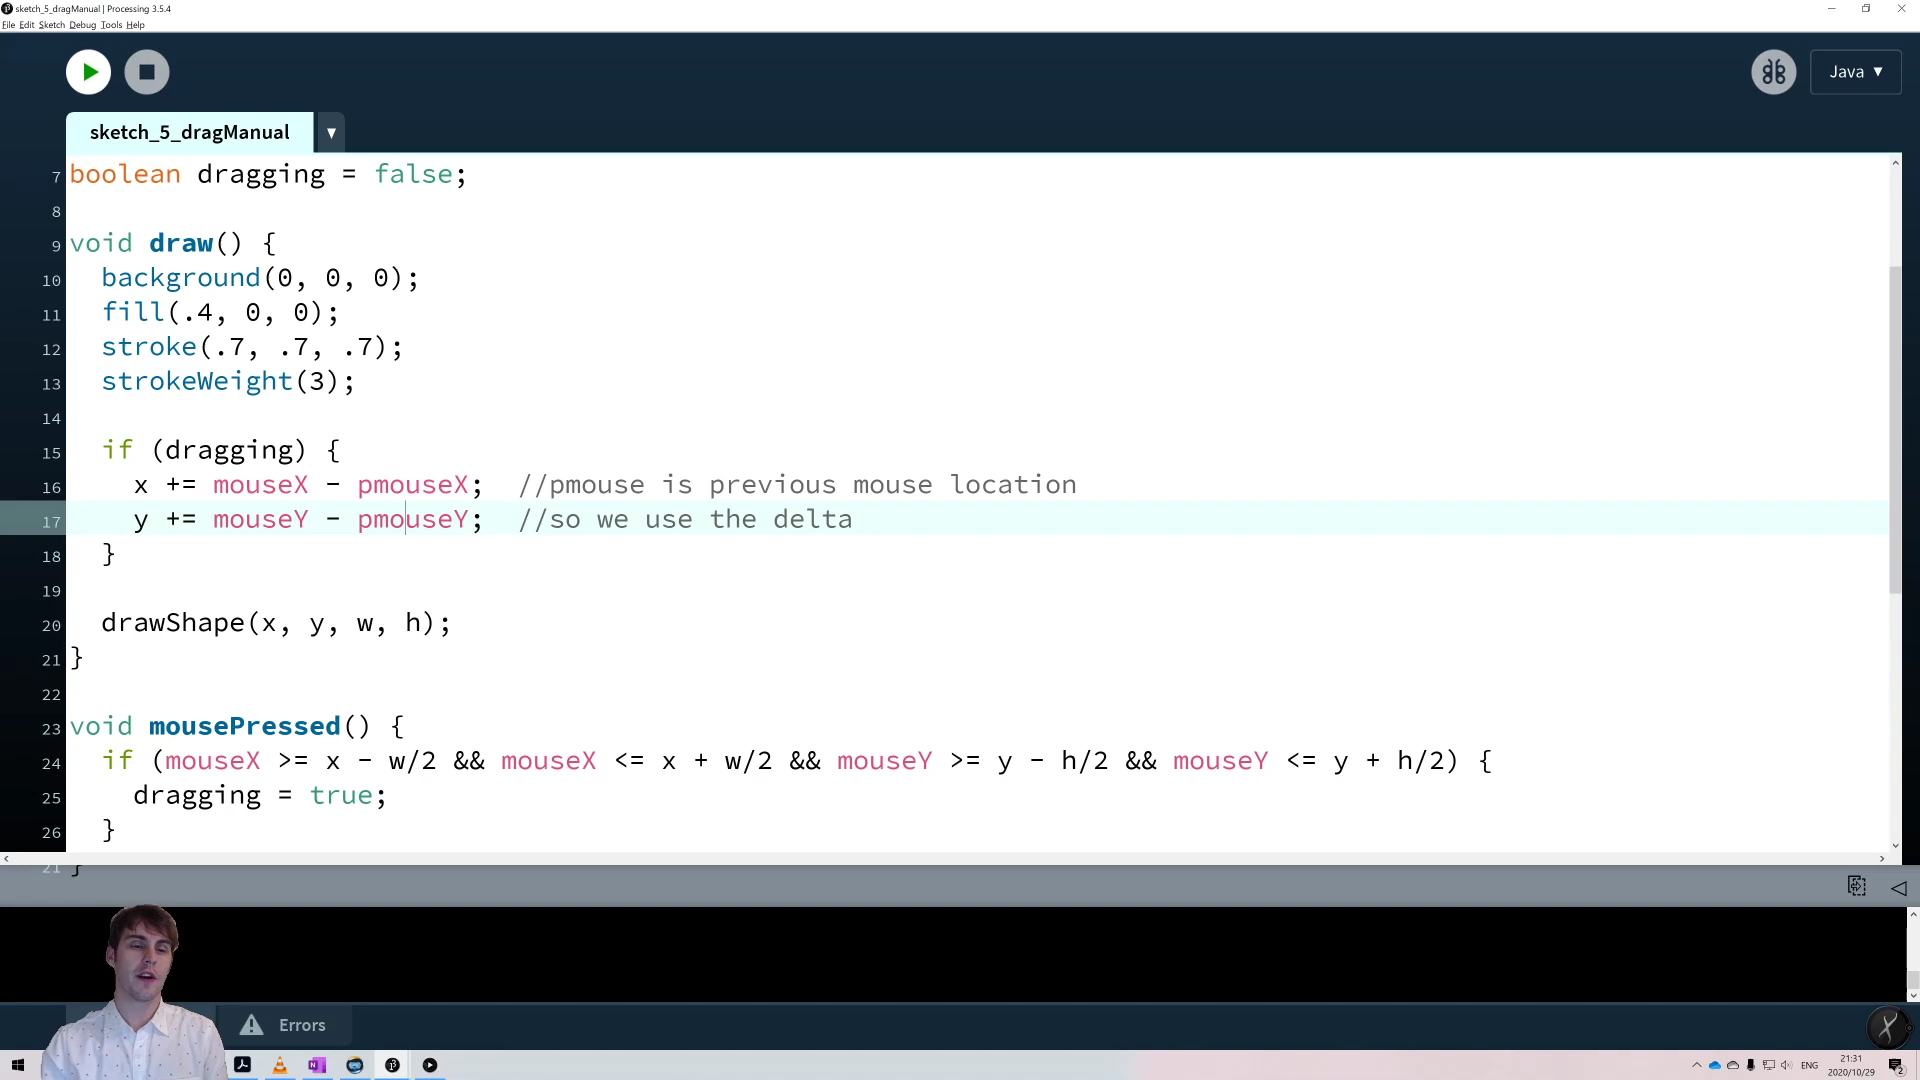 sketch_5_dragManual | Processing 3.5.4
File Edit Sketch Debug Tools Help
Java ▼
sketch_5_dragManual ▼
7 boolean dragging = false;
8
9 void draw() {
10 background(0, 0, 0);
11 fill(.4, 0, 0);
12 stroke(.7, .7, .7);
13 strokeWeight(3);
14
15 if (dragging) {
16 x += mouseX - pmouseX; //pmouse is previous mouse location
17 y += mouseY - pmouseY; //so we use the delta
18 }
19
20 drawShape(x, y, w, h);
21 }
22
23 void mousePressed() {
24 if (mouseX >= x - w/2 && mouseX <= x + w/2 && mouseY >= y - h/2 && mouseY <= y + h/2) {
25 dragging = true;
26 }
21 }
Errors
ENG
21:31
2020/10/29
2